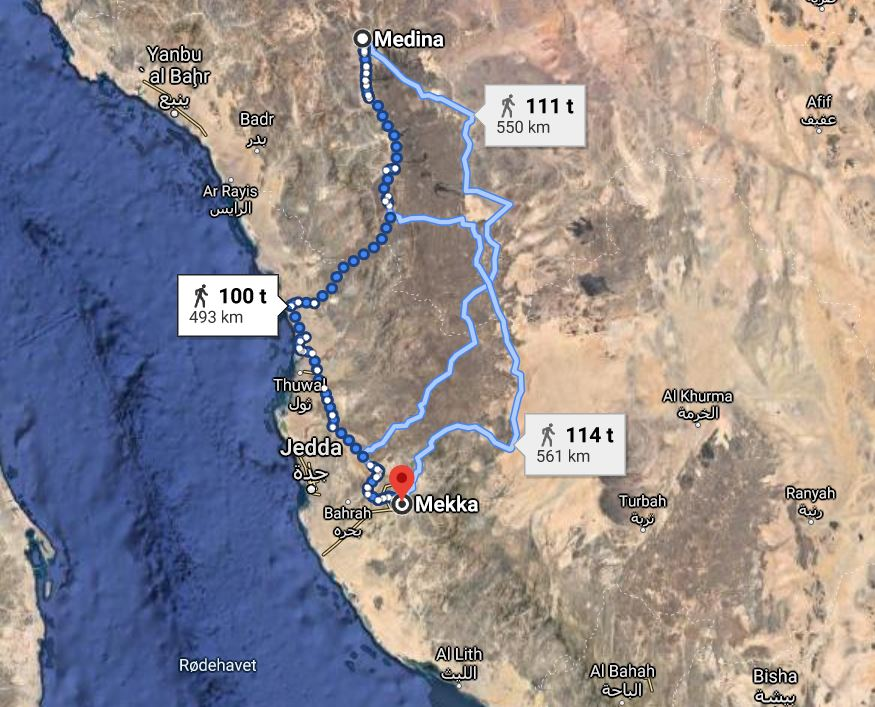 Medina
Yanbu
`al Baḥr
ينبع
111 t
550 km
Afif
عفيف
Badr
بدر
Ar Rayis
الرايس
100 t
493 km
Thuwal
ثول
Al Khurma
الخرمة
Jedda
جدة
114 t
561 km
Mekka
Bahrah
بحره
Turbah
تربة
Ranyah
رنية
Rødehavet
Al Lith
الليث
Al Bahah
الباحة
Bisha
بيشة